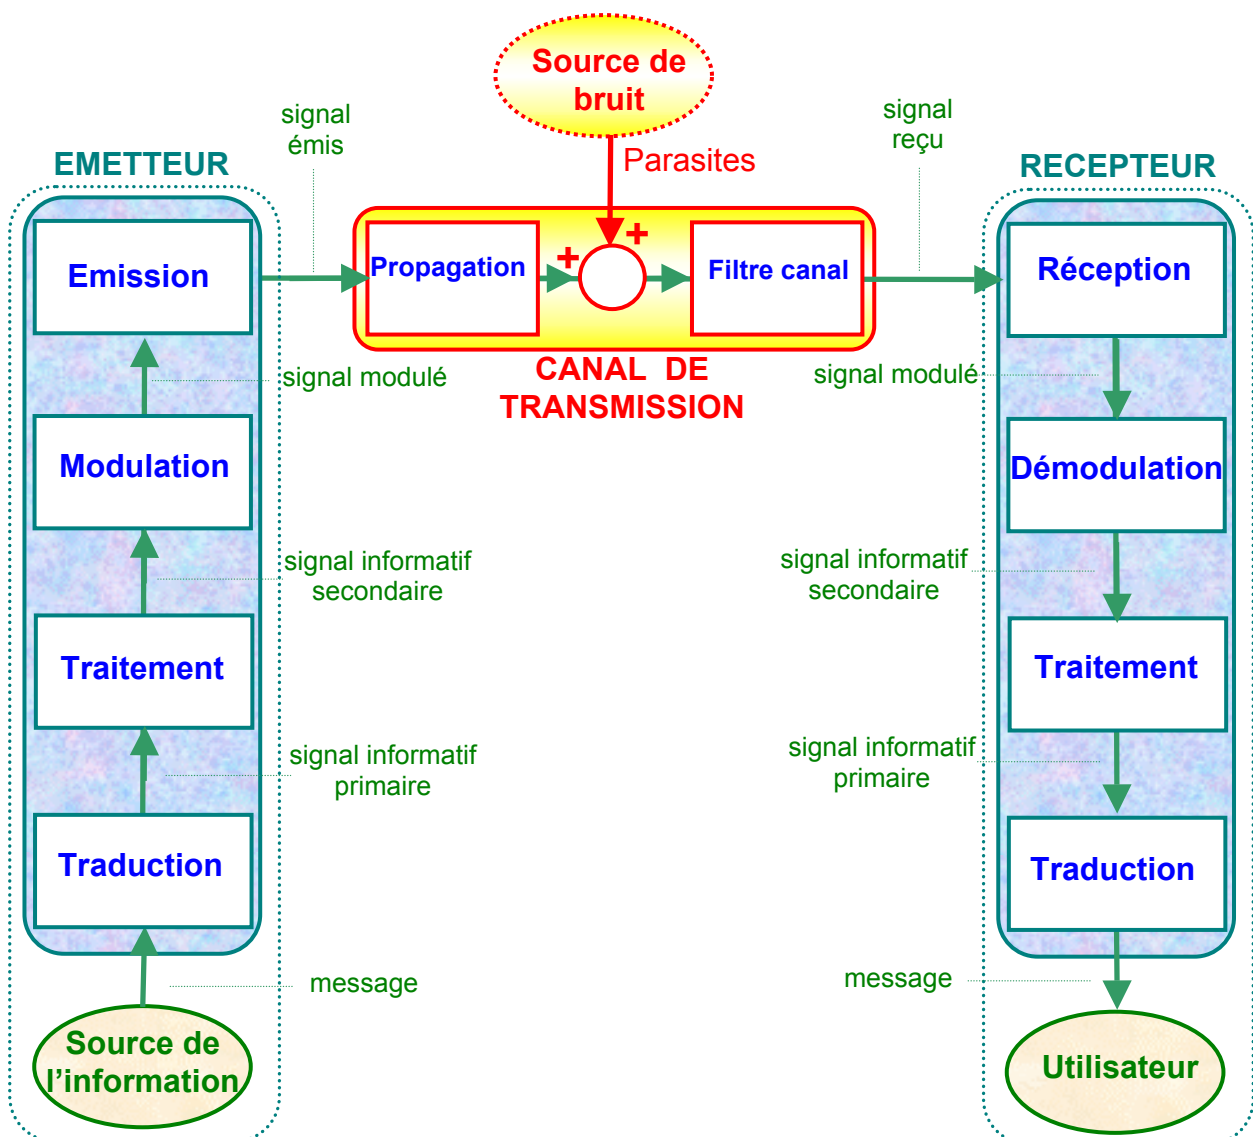 Source de
bruit
signal
émis
signal
reçu
Parasites
EMETTEUR
RECEPTEUR
Emission
Propagation
+
+
Filtre canal
Réception
CANAL DE
TRANSMISSION
signal modulé
signal modulé
Modulation
Démodulation
signal informatif
secondaire
signal informatif
secondaire
Traitement
Traitement
signal informatif
primaire
signal informatif
primaire
Traduction
Traduction
message
message
Source de
l'information
Utilisateur